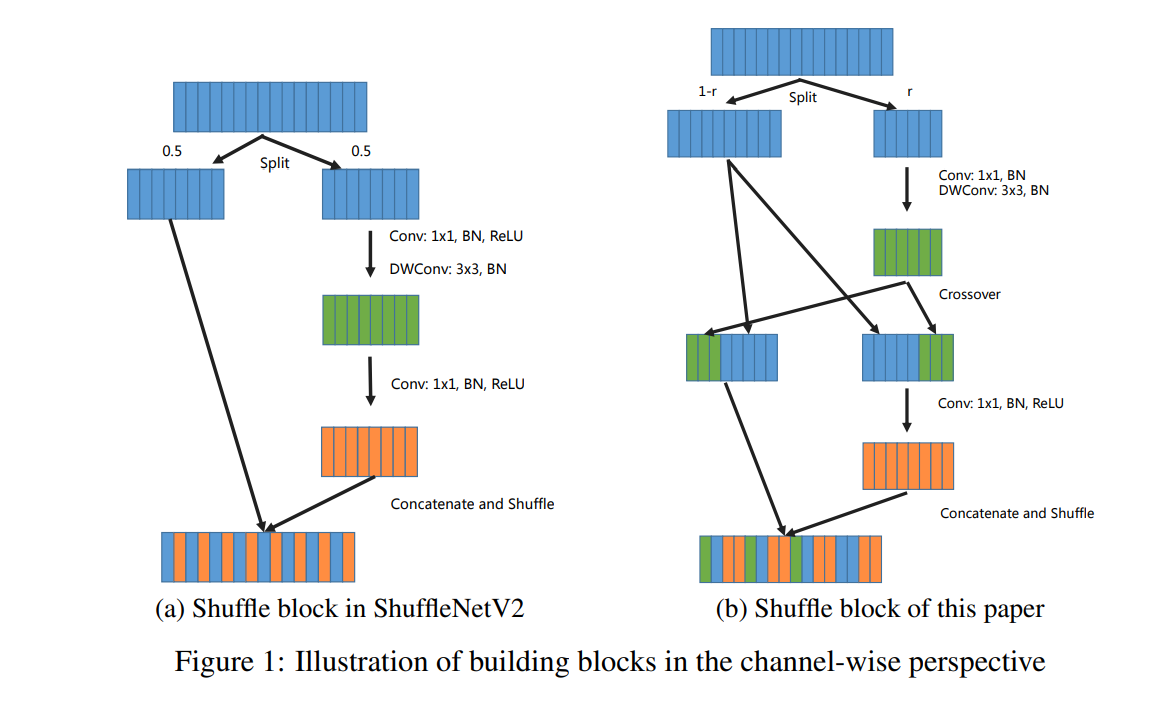 0.5
Split
0.5
Conv: 1x1, BN, ReLU
DWConv: 3x3, BN
Conv: 1x1, BN, ReLU
Concatenate and Shuffle
(a) Shuffle block in ShuffleNetV2
1-r
Split
r
Conv: 1x1, BN
DWConv: 3x3, BN
Crossover
Conv: 1x1, BN, ReLU
Concatenate and Shuffle
(b) Shuffle block of this paper
Figure 1: Illustration of building blocks in the channel-wise perspective